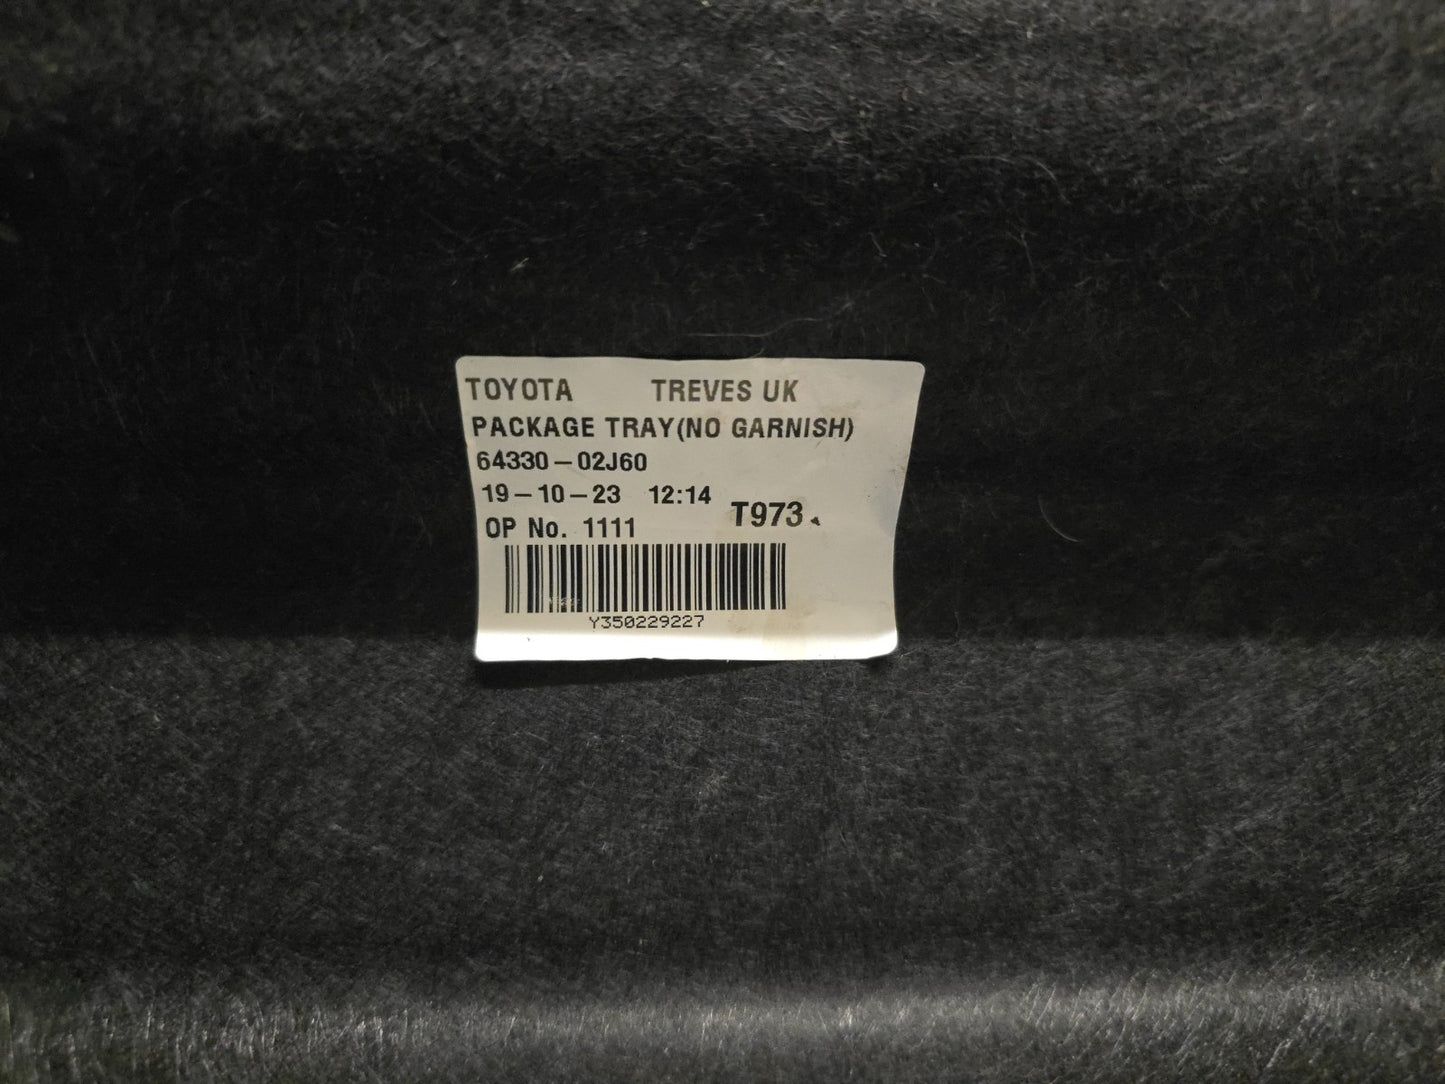 TOYOTA TREVES UK
PACKAGE TRAY(NO GARNISH)
64330-02J60
19-10-23 12:14
T973
OP No. 1111
Y350229227